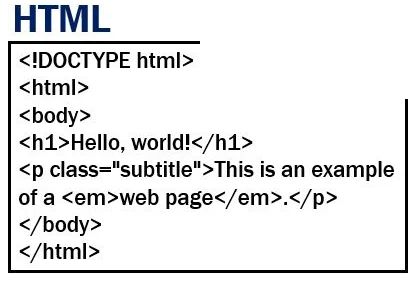 HTML
<!DOCTYPE html>
<html>
<body>
<h1>Hello, world!</h1>
<p class="subtitle">This is an example
of a <em>web page</em>.</p>
</body>
</html>